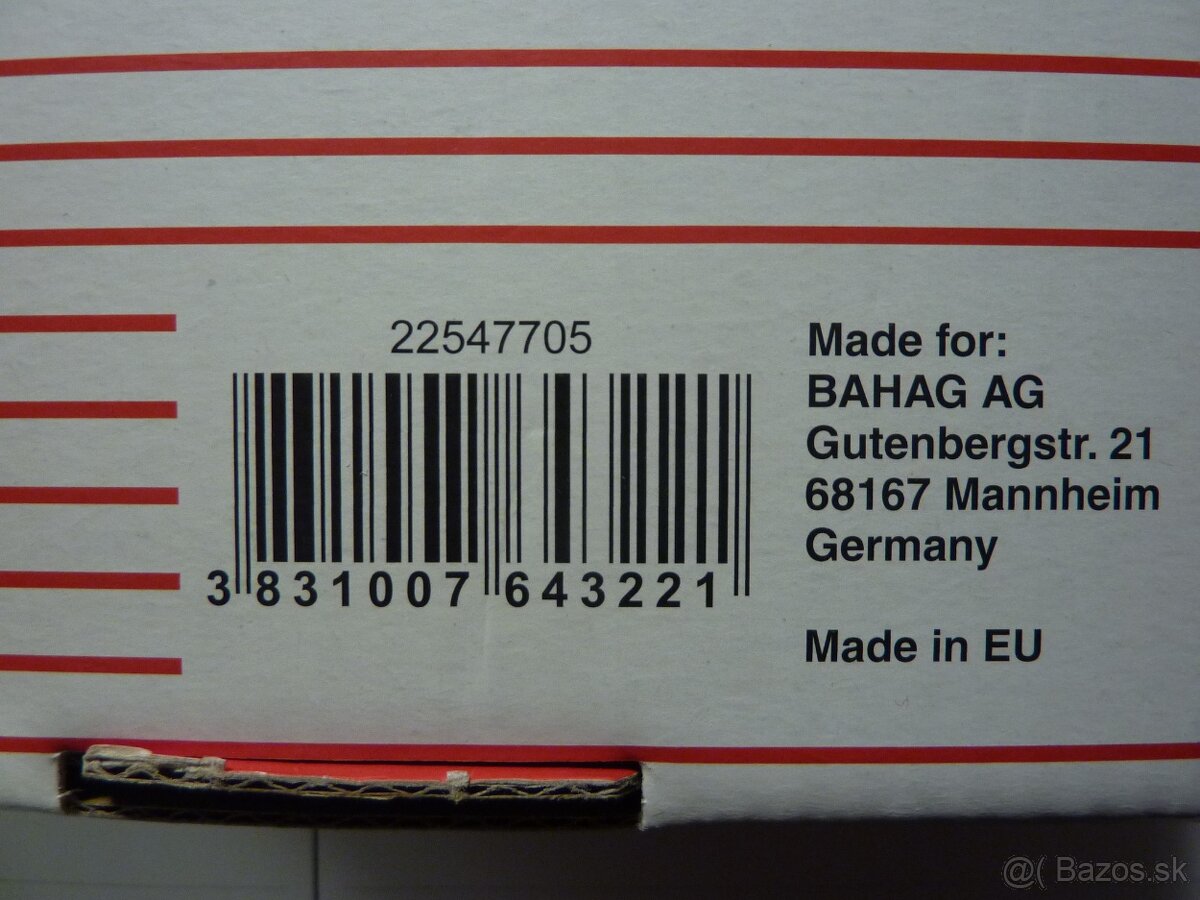 22547705
3 831007 643221
Made for:
BAHAG AG
Gutenbergstr. 21
68167 Mannheim
Germany
Made in EU
@( Bazos.sk